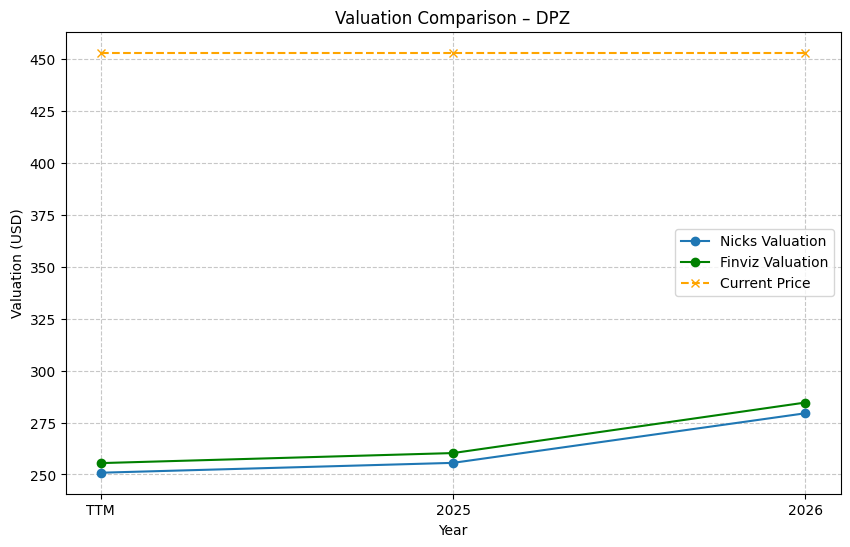 Valuation Comparison – DPZ
Valuation (USD)
450
425
400
375
350
325
300
275
250
Nicks Valuation
Finviz Valuation
Current Price
TTM
2025
2026
Year